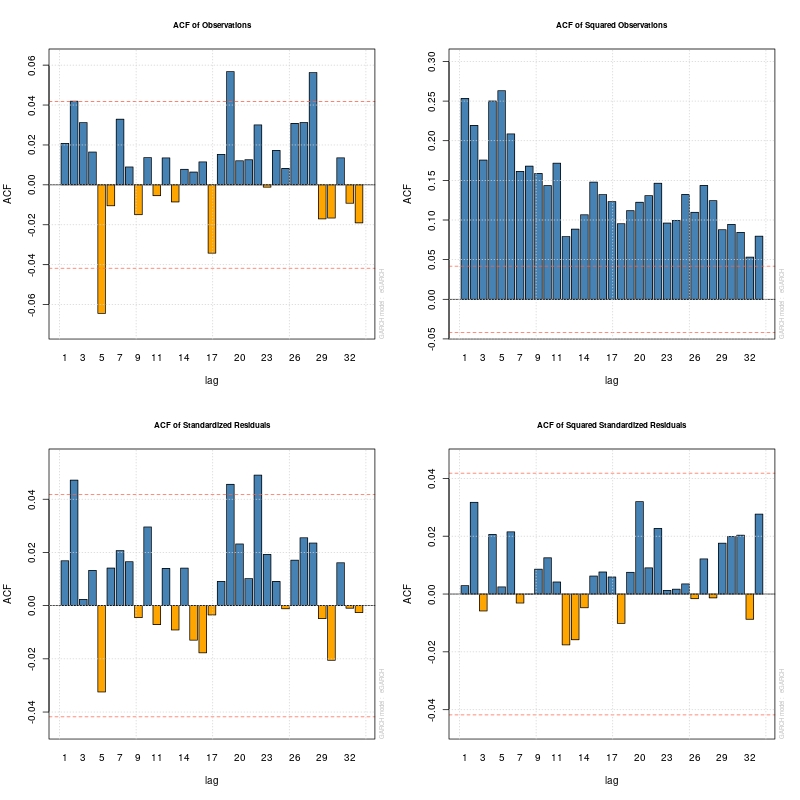 ACF of Observations
ACF
0.06
0.04
0.02
0.00
-0.02
-0.04
-0.06
1 3 5 7 9 11 14 17 20 23 26 29 32
lag
GARCH model : eGARCH
ACF of Squared Observations
ACF
0.30
0.25
0.20
0.15
0.10
0.05
0.00
-0.05
1 3 5 7 9 11 14 17 20 23 26 29 32
lag
GARCH model : eGARCH
ACF of Standardized Residuals
ACF
0.04
0.02
0.00
-0.02
-0.04
1 3 5 7 9 11 14 17 20 23 26 29 32
lag
GARCH model : eGARCH
ACF of Squared Standardized Residuals
ACF
0.04
0.02
0.00
-0.02
-0.04
1 3 5 7 9 11 14 17 20 23 26 29 32
lag
GARCH model : eGARCH